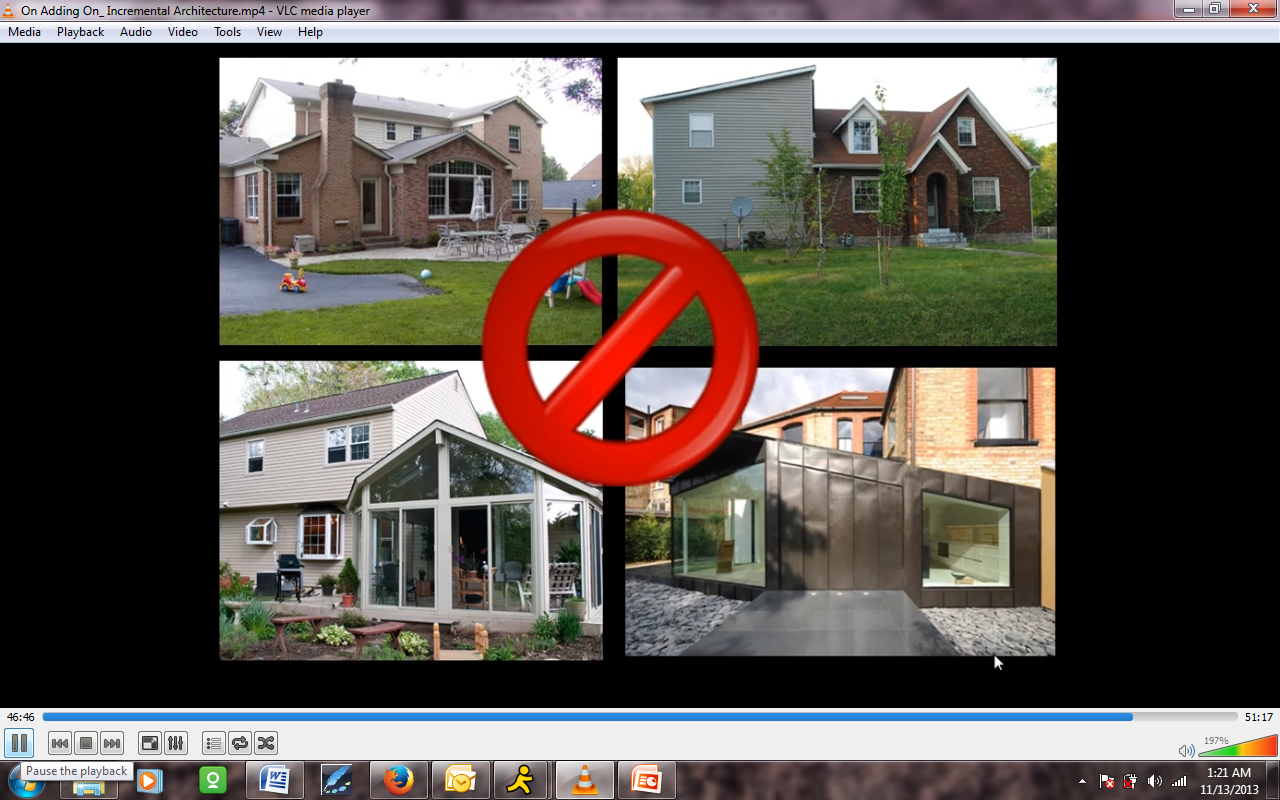 On Adding On_ Incremental Architecture.mp4 - VLC media player
Media Playback Audio Video Tools View Help
46:46
51:17
197%
Pause the playback
1:21 AM
11/13/2013